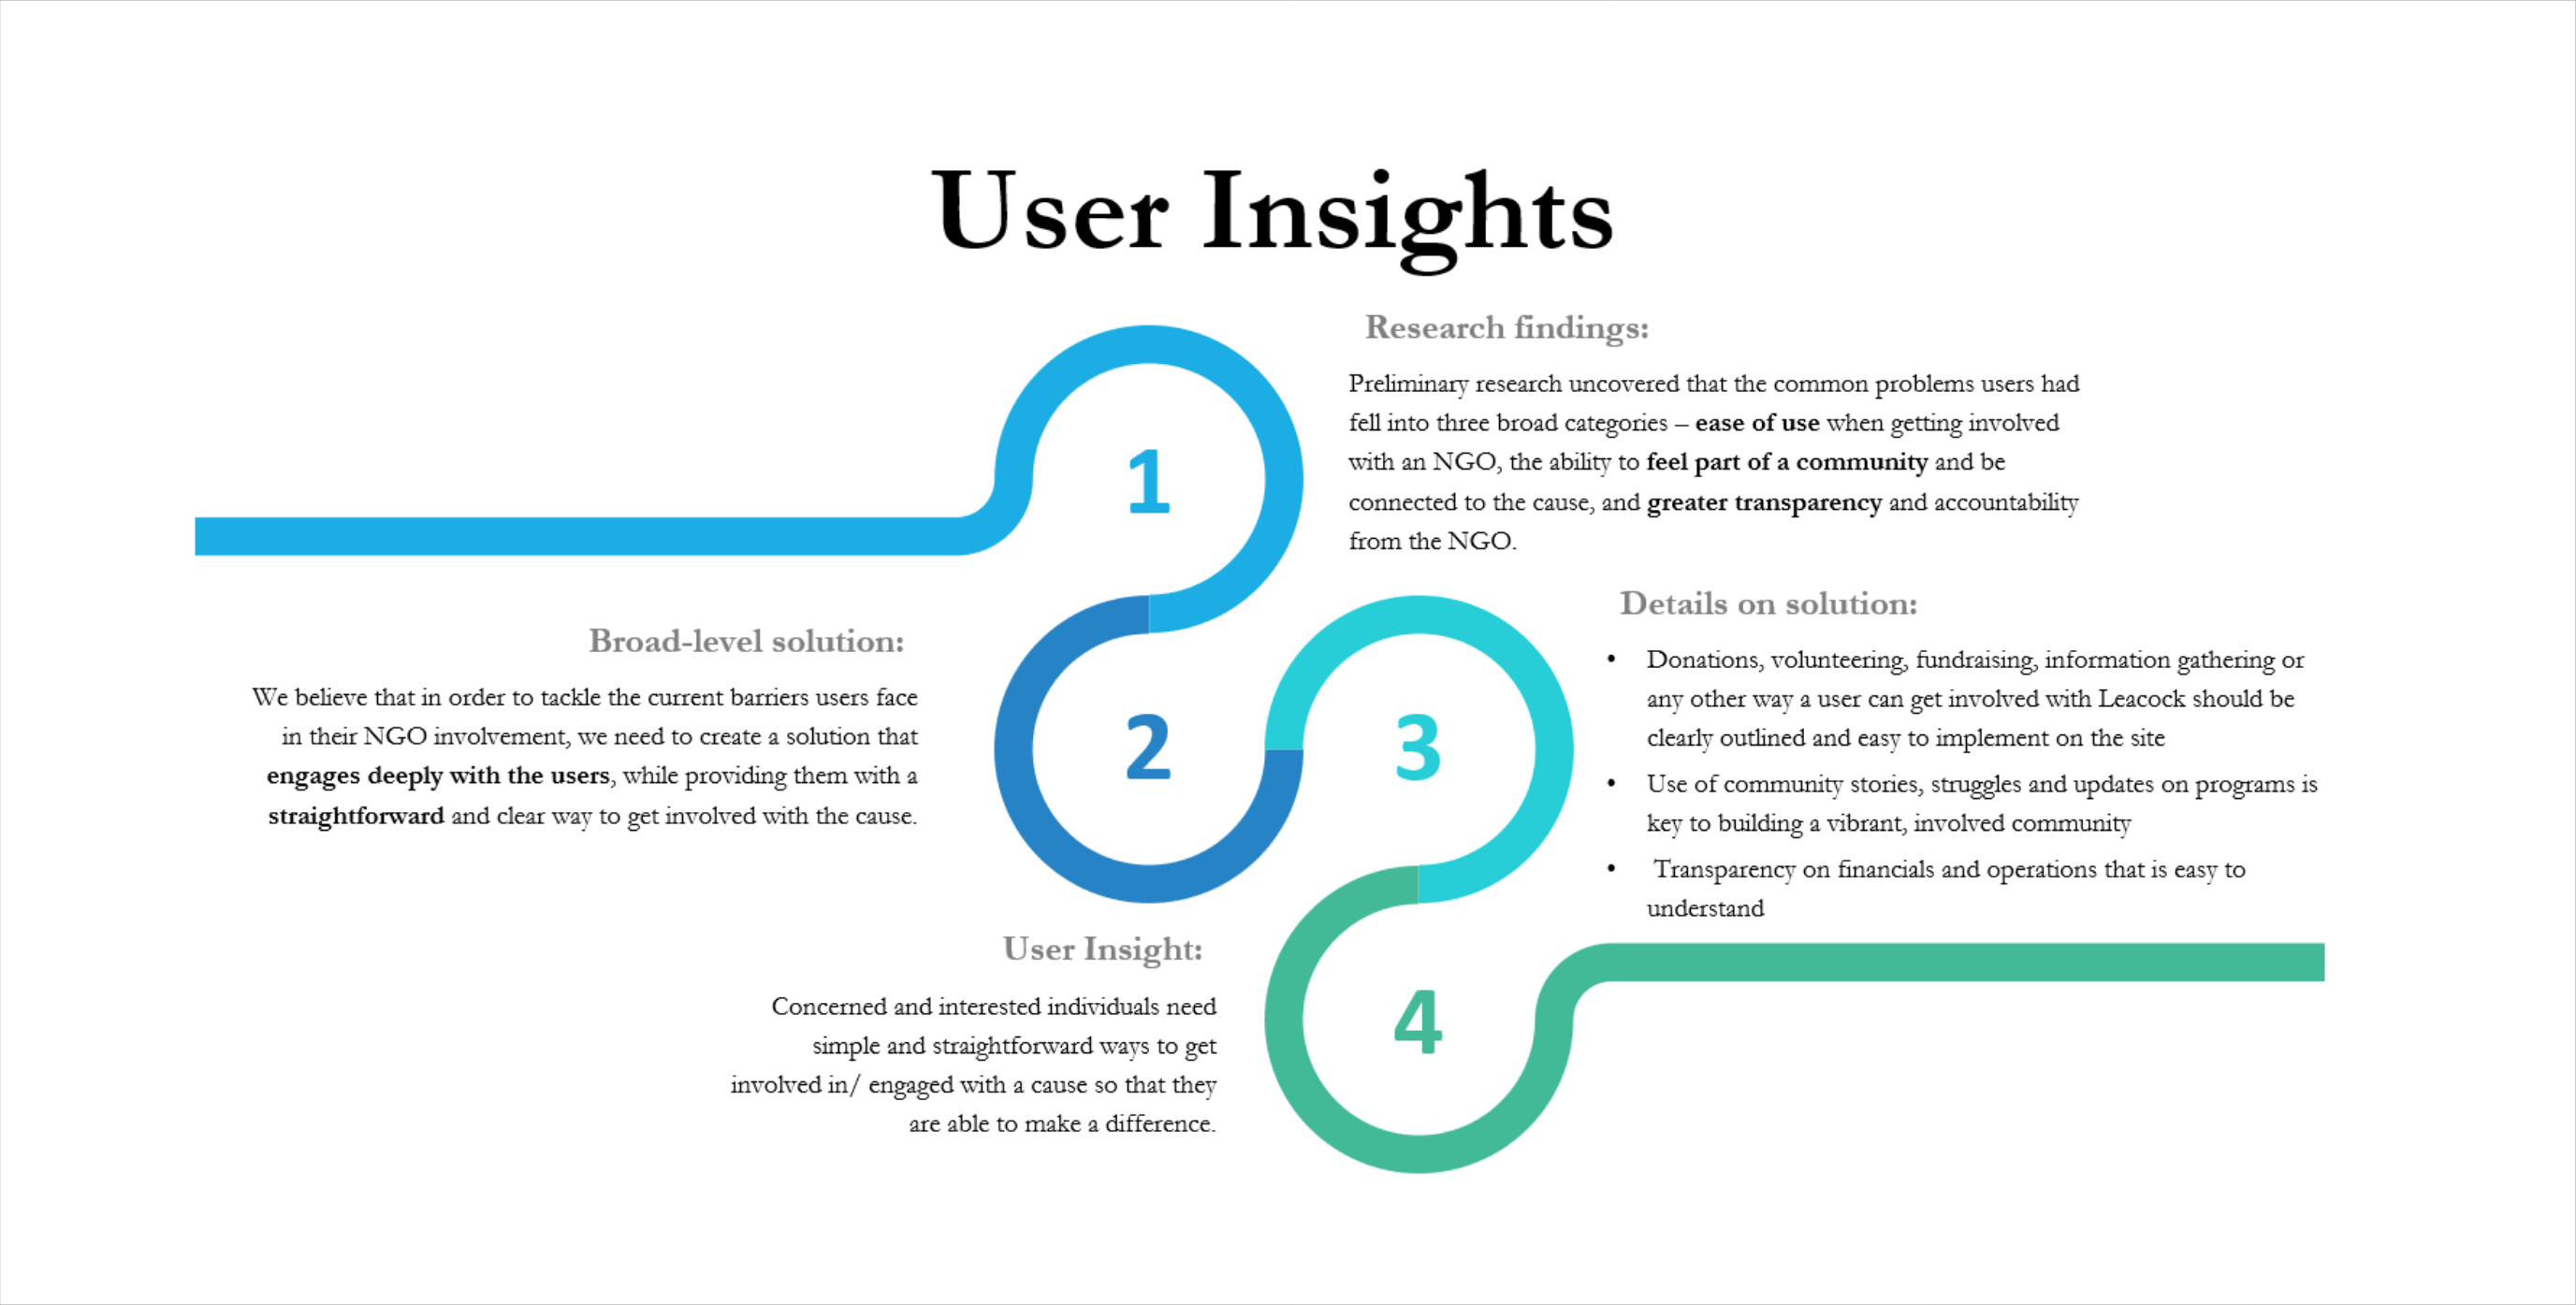 User Insights
1
Research findings:
Preliminary research uncovered that the common problems users had
fell into three broad categories – ease of use when getting involved
with an NGO, the ability to feel part of a community and be
connected to the cause, and greater transparency and accountability
from the NGO.
2
Broad-level solution:
We believe that in order to tackle the current barriers users face
in their NGO involvement, we need to create a solution that
engages deeply with the users, while providing them with a
straightforward and clear way to get involved with the cause.
3
Details on solution:
• Donations, volunteering, fundraising, information gathering or
any other way a user can get involved with Leacock should be
clearly outlined and easy to implement on the site
• Use of community stories, struggles and updates on programs is
key to building a vibrant, involved community
• Transparency on financials and operations that is easy to
understand
4
User Insight:
Concerned and interested individuals need
simple and straightforward ways to get
involved in/ engaged with a cause so that they
are able to make a difference.